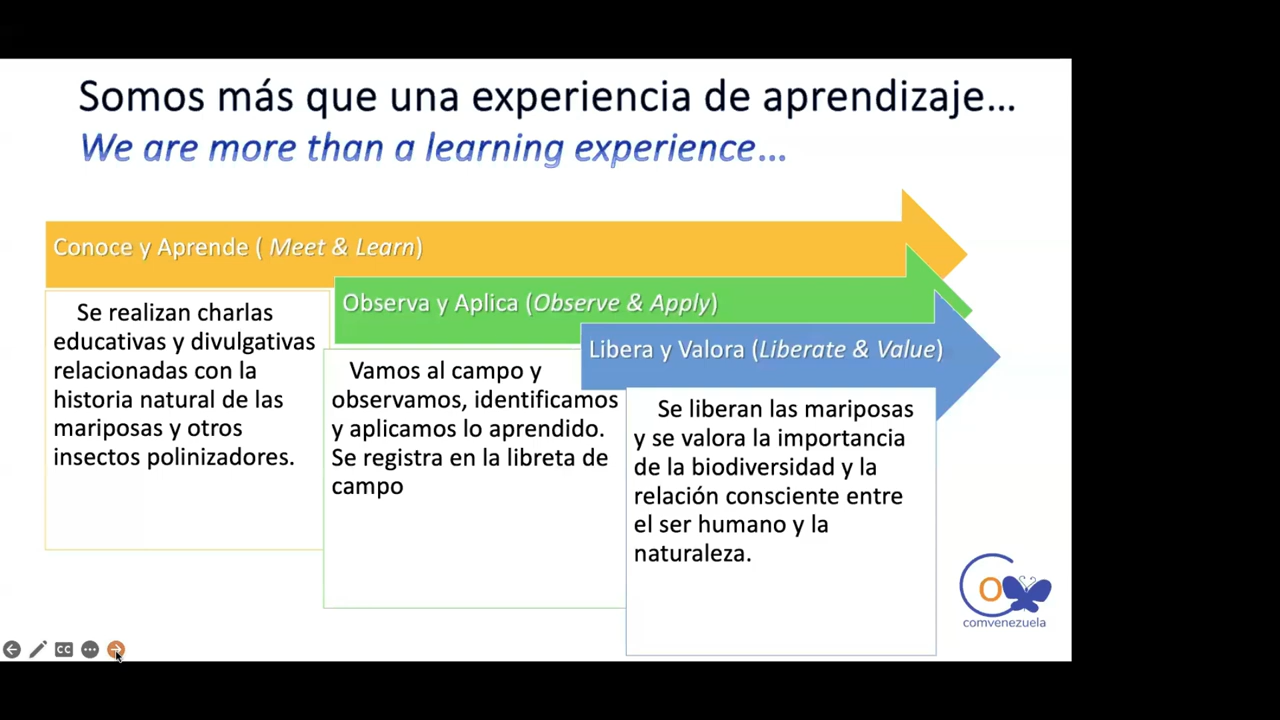 Somos más que una experiencia de aprendizaje...
We are more than a learning experience...
Conoce y Aprende ( Meet & Learn)
Se realizan charlas
educativas y divulgativas
relacionadas con la
historia natural de las
mariposas y otros
insectos polinizadores.
Observa y Aplica (Observe & Apply)
Vamos al campo y
observamos, identificamos
y aplicamos lo aprendido.
Se registra en la libreta de
campo
Libera y Valora (Liberate & Value)
Se liberan las mariposas
y se valora la importancia
de la biodiversidad y la
relación consciente entre
el ser humano y la
naturaleza.
CO
comvenezuela
CC